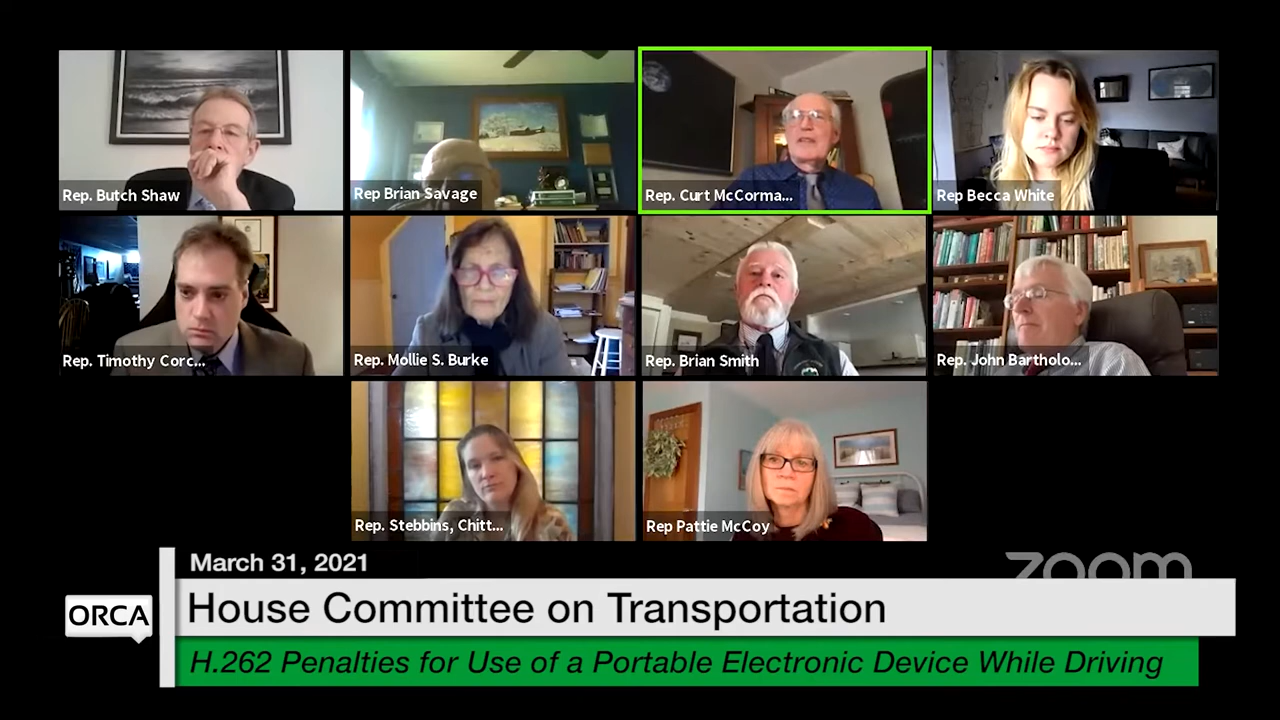 Rep. Butch Shaw
Rep Brian Savage
Rep. Curt McCorma...
Rep Becca White
Rep. Timothy Corc...
Rep. Mollie S. Burke
Rep. Brian Smith
Rep. John Bartholo...
Rep. Stebbins, Chitt...
Rep Pattie McCoy
March 31, 2021
zoom
ORCA
House Committee on Transportation
H.262 Penalties for Use of a Portable Electronic Device While Driving